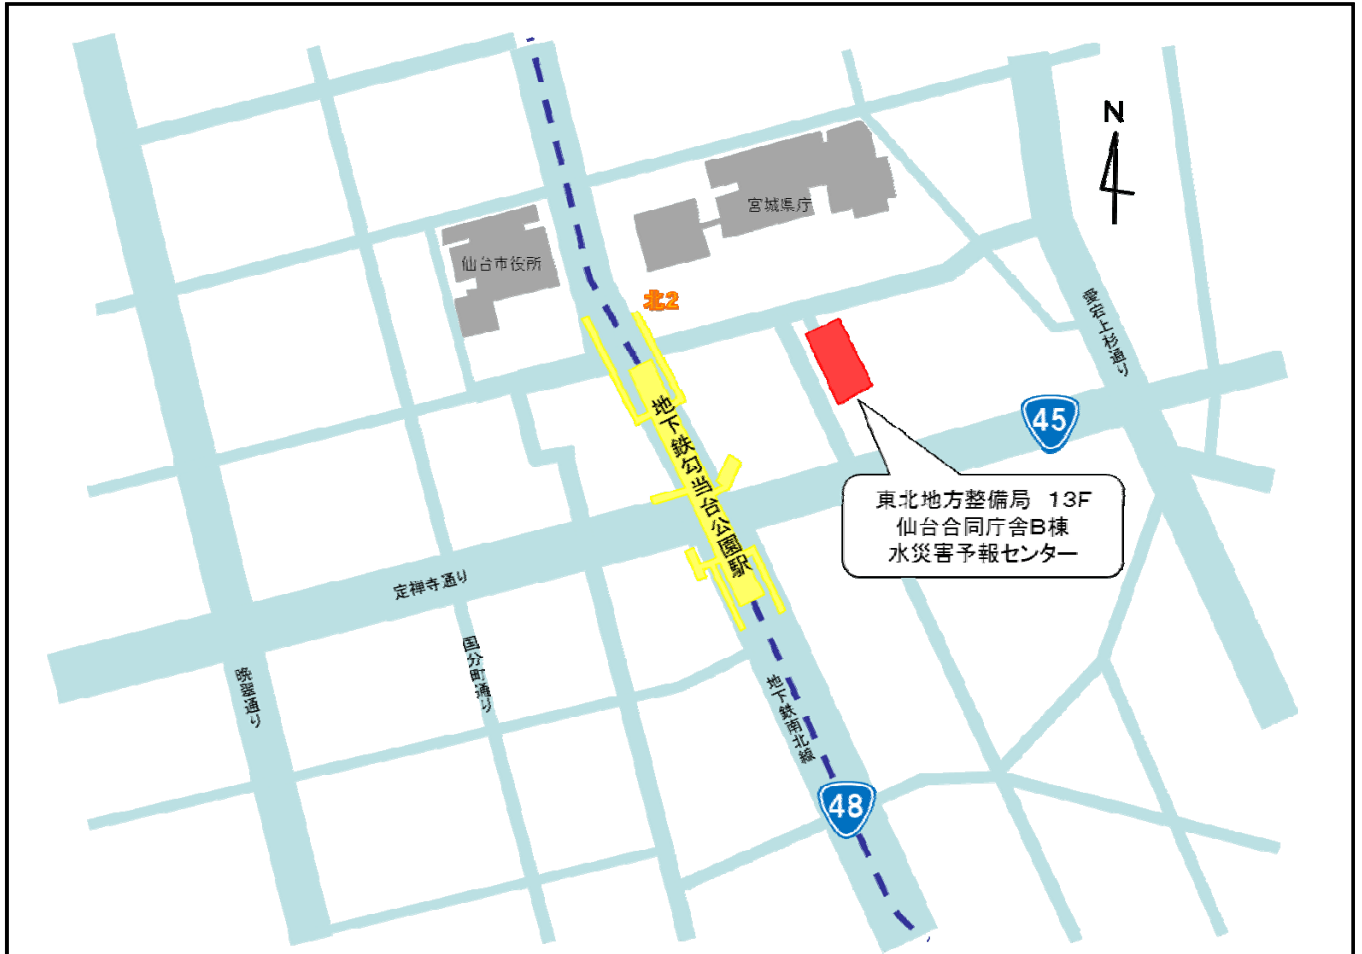 N
宮城県庁
仙台市役所
北2
愛宕上杉通り
地下鉄勾当台公園駅
45
東北地方整備局　13F
仙台合同庁舎B棟
水災害予報センター
定禅寺通り
国分町通り
晩翠通り
地下鉄南北線
48